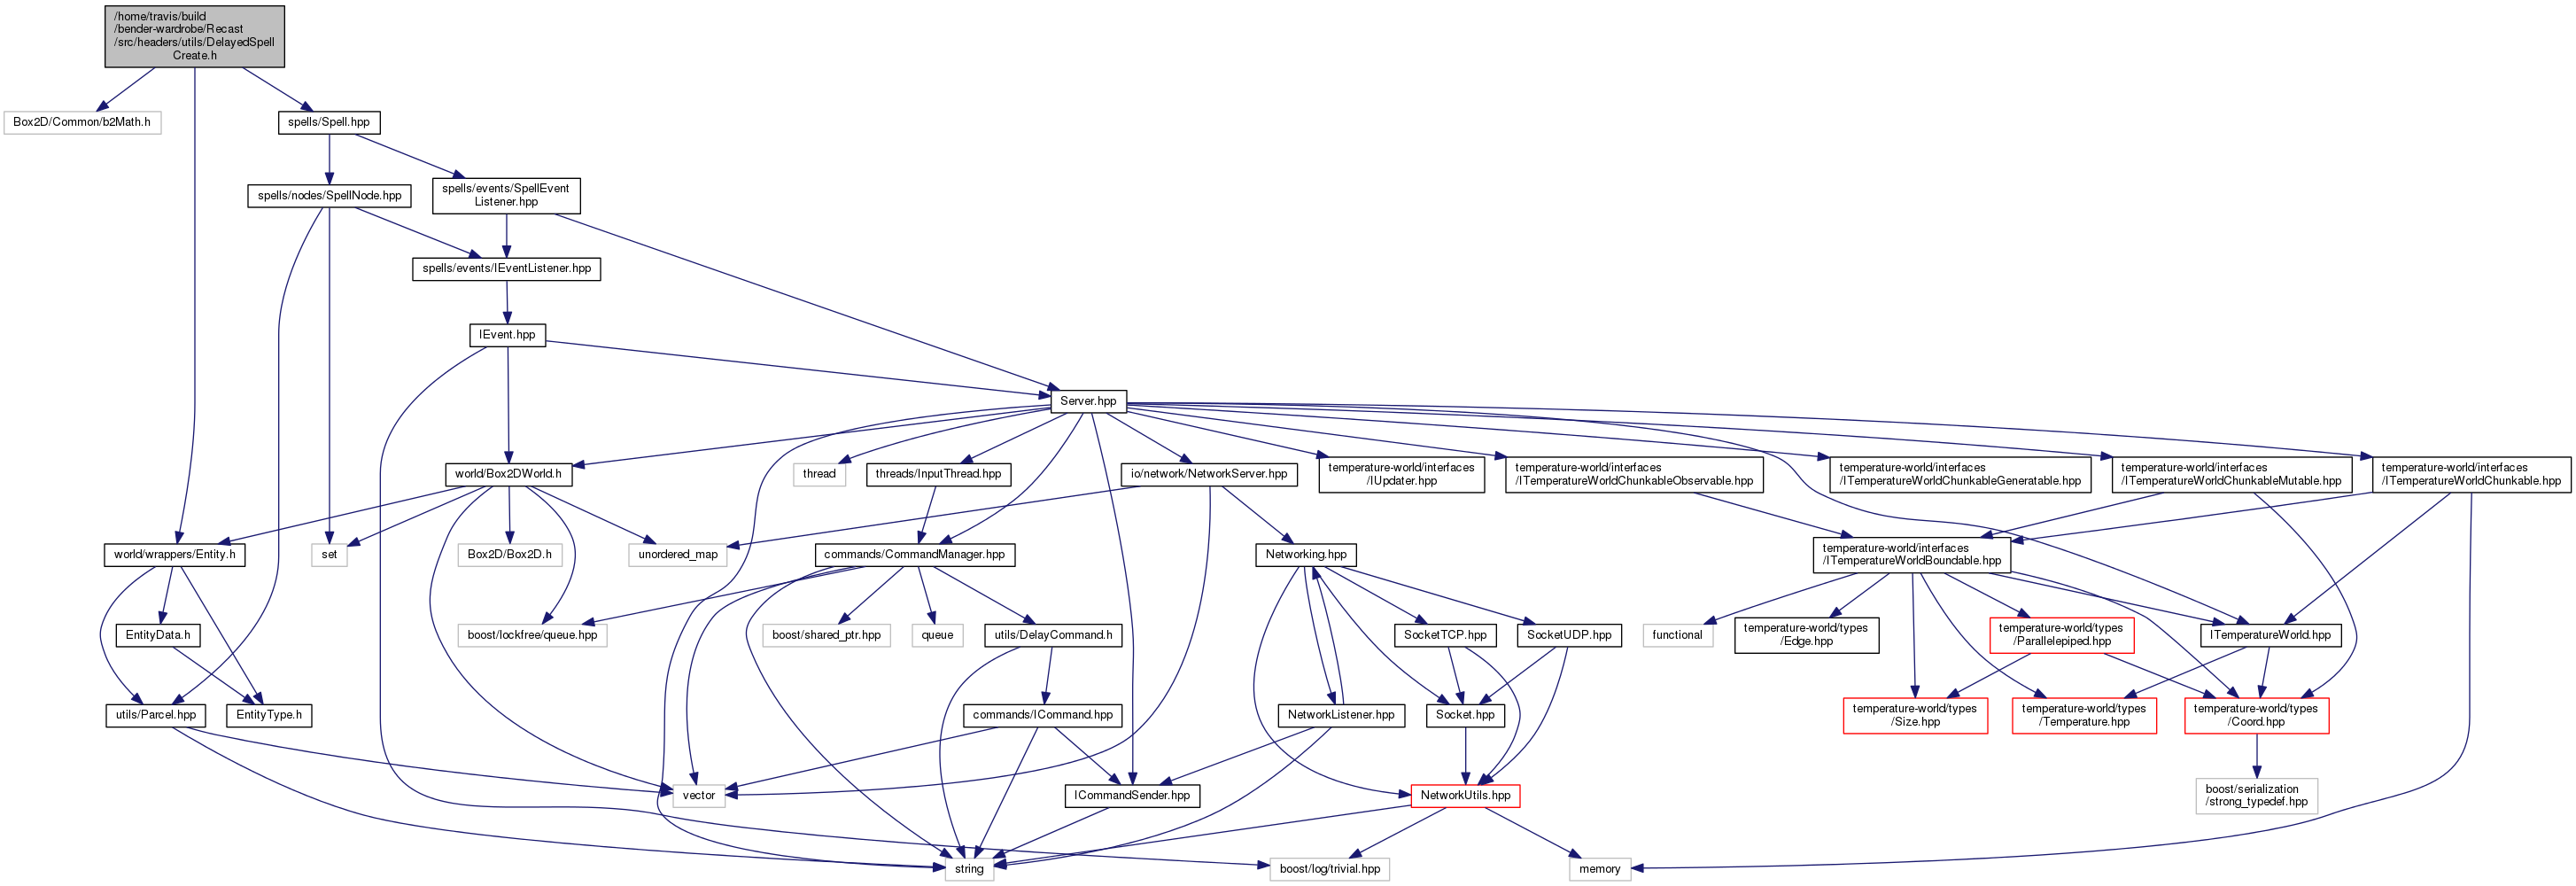 /home/travis/build
/bender-wardrobe/Recast
/src/headers/utils/DelayedSpell
Create.h
Box2D/Common/b2Math.h
spells/Spell.hpp
spells/nodes/SpellNode.hpp
spells/events/SpellEvent
Listener.hpp
spells/events/IEventListener.hpp
IEvent.hpp
Server.hpp
world/Box2DWorld.h
thread
threads/InputThread.hpp
io/network/NetworkServer.hpp
temperature-world/interfaces
/IUpdater.hpp
temperature-world/interfaces
/ITemperatureWorldChunkableObservable.hpp
temperature-world/interfaces
/ITemperatureWorldChunkableGeneratable.hpp
temperature-world/interfaces
/ITemperatureWorldChunkableMutable.hpp
temperature-world/interfaces
/ITemperatureWorldChunkable.hpp
world/wrappers/Entity.h
set
Box2D/Box2D.h
unordered_map
commands/CommandManager.hpp
Networking.hpp
temperature-world/interfaces
/ITemperatureWorldBoundable.hpp
EntityData.h
boost/lockfree/queue.hpp
boost/shared_ptr.hpp
queue
utils/DelayCommand.h
SocketTCP.hpp
SocketUDP.hpp
functional
temperature-world/types
/Edge.hpp
temperature-world/types
/Parallelepiped.hpp
ITemperatureWorld.hpp
utils/Parcel.hpp
EntityType.h
commands/ICommand.hpp
NetworkListener.hpp
Socket.hpp
temperature-world/types
/Size.hpp
temperature-world/types
/Temperature.hpp
temperature-world/types
/Coord.hpp
vector
ICommandSender.hpp
NetworkUtils.hpp
boost/serialization
/strong_typedef.hpp
string
boost/log/trivial.hpp
memory